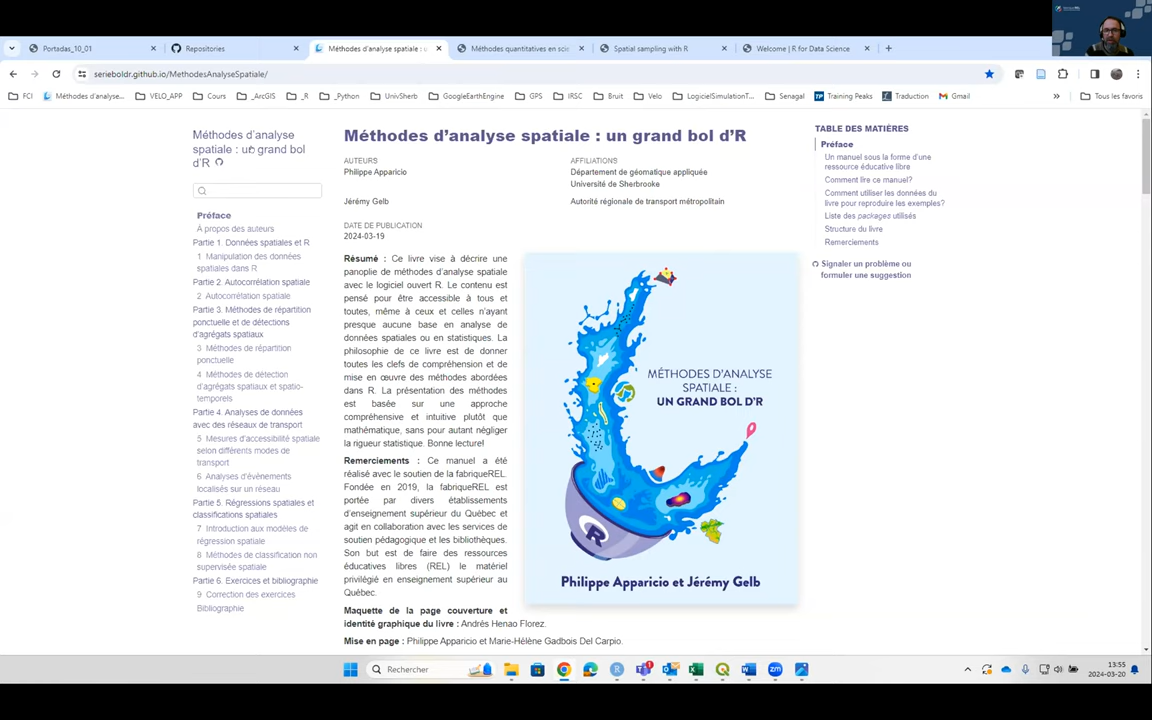 Portadas_10_01
Repositories
Méthodes d'analyse spatiale : u
Méthodes quantitatives en scie
Spatial sampling with R
Welcome | R for Data Science
serieboldr.github.io/MethodesAnalyseSpatiale/
FCI
Méthodes d'analyse...
VELO_APP
Cours
_ArcGIS
_R
_Python
UnivSherb
GoogleEarthEngine
GPS
IRSC
Bruit
Velo
LogicielSimulationT...
Senagal
Training Peaks
Traduction
Gmail
Tous les favoris
Méthodes d'analyse
spatiale : un grand bol
d'R
Préface
À propos des auteurs
Partie 1. Données spatiales et R
1 Manipulation des données
spatiales dans R
Partie 2. Autocorrélation spatiale
2 Autocorrélation spatiale
Partie 3. Méthodes de répartition
ponctuelle et de détections
d'agrégats spatiaux
3 Méthodes de répartition
ponctuelle
4 Méthodes de détection
d'agrégats spatiaux et spatio-
temporels
Partie 4. Analyses de données
avec des réseaux de transport
5 Mesures d'accessibilité spatiale
selon différents modes de
transport
6 Analyses d'évènements
localisés sur un réseau
Partie 5. Régressions spatiales et
classifications spatiales
7 Introduction aux modèles de
régression spatiale
8 Méthodes de classification non
supervisée spatiale
Partie 6. Exercices et bibliographie
9 Correction des exercices
Bibliographie
Méthodes d'analyse spatiale : un grand bol d'R
AUTEURS
AFFILIATIONS
Philippe Apparicio
Département de géomatique appliquée
Université de Sherbrooke
Jérémy Gelb
Autorité régionale de transport métropolitain
DATE DE PUBLICATION
2024-03-19
Résumé : Ce livre vise à décrire une
panoplie de méthodes d'analyse spatiale
avec le logiciel ouvert R. Le contenu est
pensé pour être accessible à tous et
toutes, même à ceux et celles n'ayant
presque aucune base en analyse de
données spatiales ou en statistiques. La
philosophie de ce livre est de donner
toutes les clefs de compréhension et de
mise en œuvre des méthodes abordées
dans R. La présentation des méthodes
est basée sur une approche
compréhensive et intuitive plutôt que
mathématique, sans pour autant négliger
la rigueur statistique. Bonne lecture!
Remerciements : Ce manuel a été
réalisé avec le soutien de la fabriqueREL.
Fondée en 2019, la fabriqueREL est
portée par divers établissements
d'enseignement supérieur du Québec et
agit en collaboration avec les services de
soutien pédagogique et les bibliothèques.
Son but est de faire des ressources
éducatives libres (REL) le matériel
privilégié en enseignement supérieur au
Québec.
Maquette de la page couverture et
identité graphique du livre : Andrés Henao Florez.
Mise en page : Philippe Apparicio et Marie-Hélène Gadbois Del Carpio.
MÉTHODES D'ANALYSE
SPATIALE :
UN GRAND BOL D'R
R
Philippe Apparicio et Jérémy Gelb
TABLE DES MATIÈRES
Préface
Un manuel sous la forme d'une
ressource éducative libre
Comment lire ce manuel?
Comment utiliser les données du
livre pour reproduire les exemples?
Liste des packages utilisés
Structure du livre
Remerciements
Signaler un problème ou
formuler une suggestion
Rechercher
13:55
2024-03-20